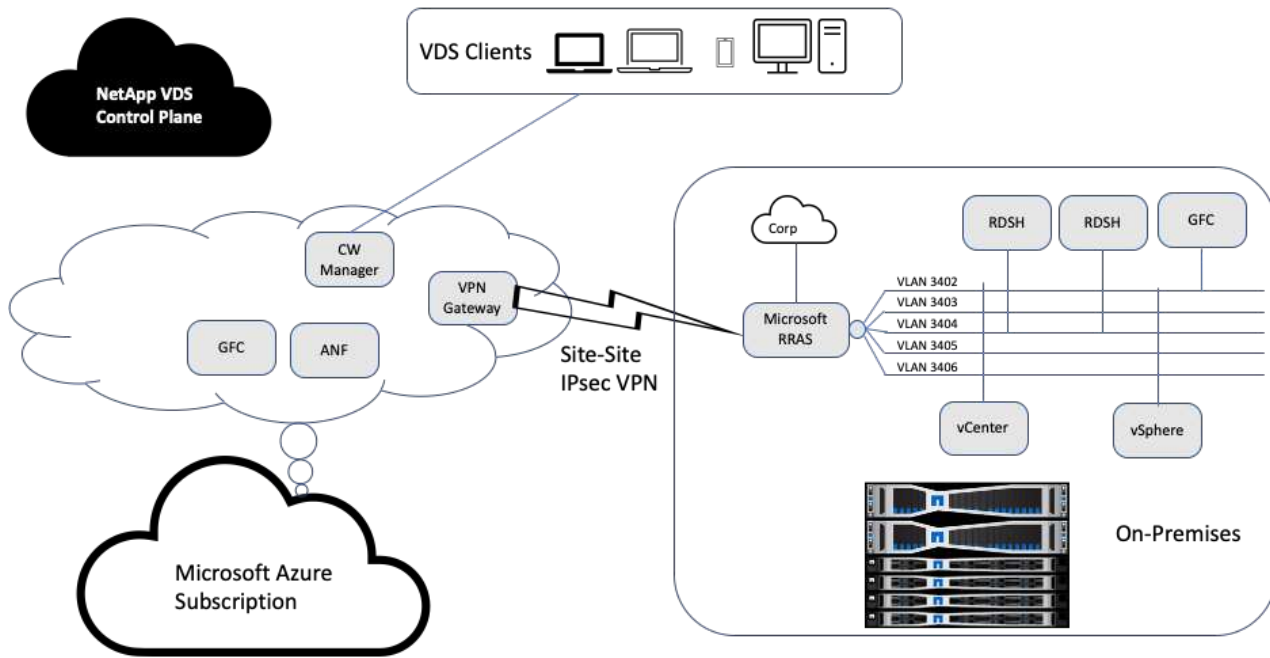 VDS Clients
NetApp VDS
Control Plane
CW
Manager
VPN
Gateway
GFC
ANF
Site-Site
IPsec VPN
Microsoft Azure
Subscription
Corp
Microsoft
RRAS
RDSH
RDSH
GFC
VLAN 3402
VLAN 3403
VLAN 3404
VLAN 3405
VLAN 3406
vCenter
vSphere
On-Premises